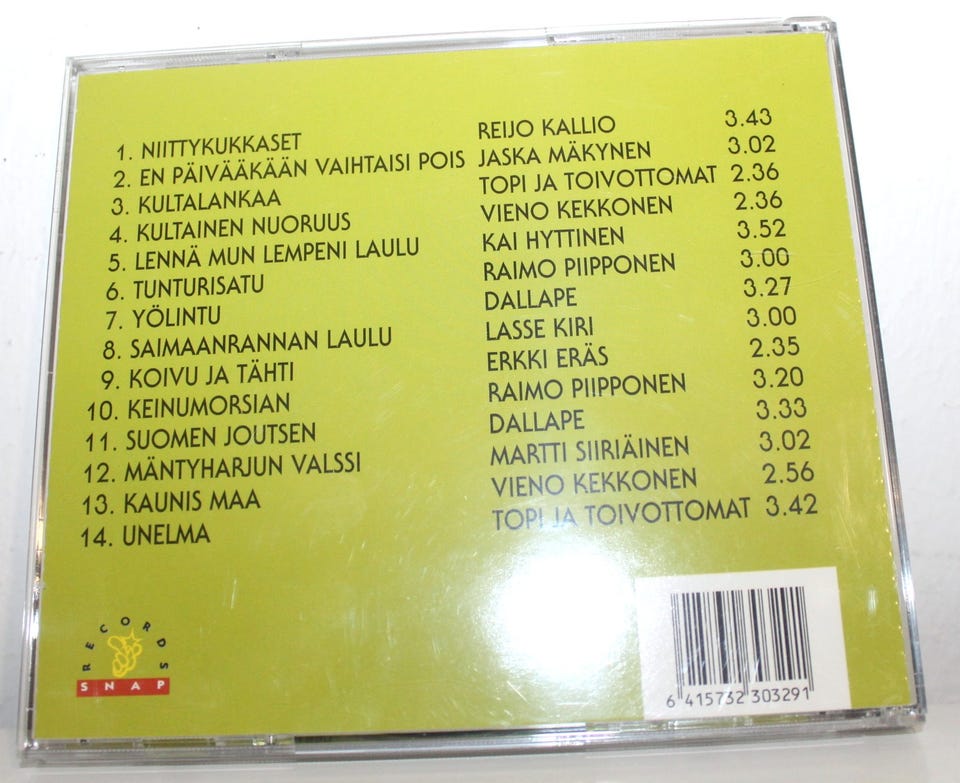 1. NIITTYKUKKASET REIJO KALLIO 3.43
2. EN PÄIVÄÄKÄÄN VAIHTAISI POIS JASKA MÄKYNEN 3.02
3. KULTALANKAA TOPI JA TOIVOTTOMAT 2.36
4. KULTAINEN NUORUUS VIENO KEKKONEN 2.36
5. LENNÄ MUN LEMPENI LAULU KAI HYTTINEN 3.52
6. TUNTURISATU RAIMO PIIPPONEN 3.00
7. YÖLINTU DALLAPE 3.27
8. SAIMAANRANNAN LAULU LASSE KIRI 3.00
9. KOIVU JA TÄHTI ERKKI ERÄS 2.35
10. KEINUMORSIAN RAIMO PIIPPONEN 3.20
11. SUOMEN JOUTSEN DALLAPE 3.33
12. MÄNTYHARJUN VALSSI MARTTI SIIRIÄINEN 3.02
13. KAUNIS MAA VIENO KEKKONEN 2.56
14. UNELMA TOPI JA TOIVOTTOMAT 3.42
RECORDS
SNAP
6 415732 303291